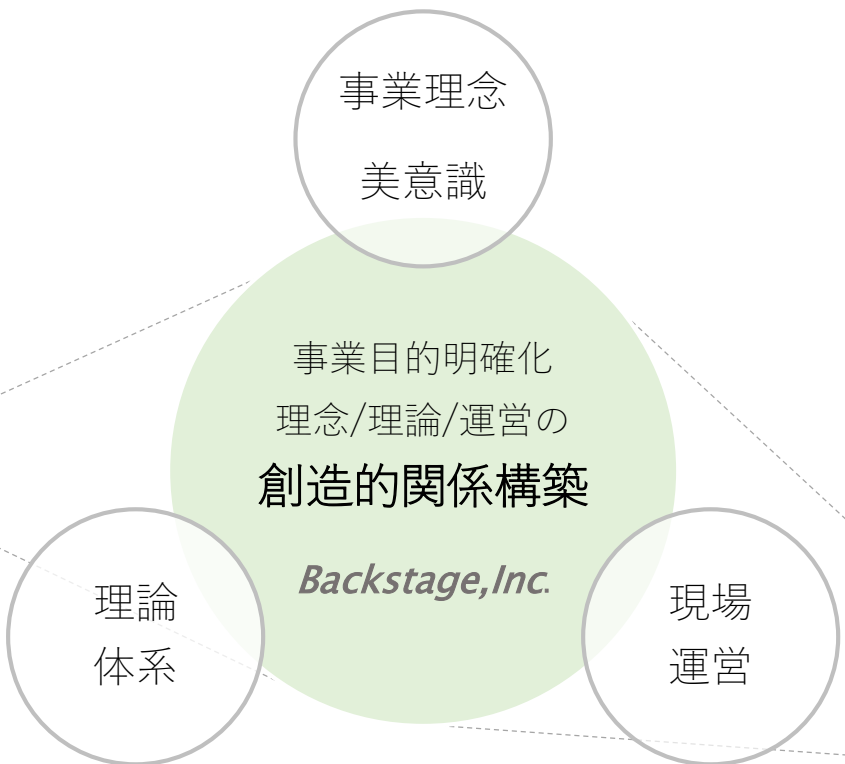 事業理念
美意識
事業目的明確化
理念/理論/運営の
創造的関係構築
Backstage,Inc.
理論
体系
現場
運営